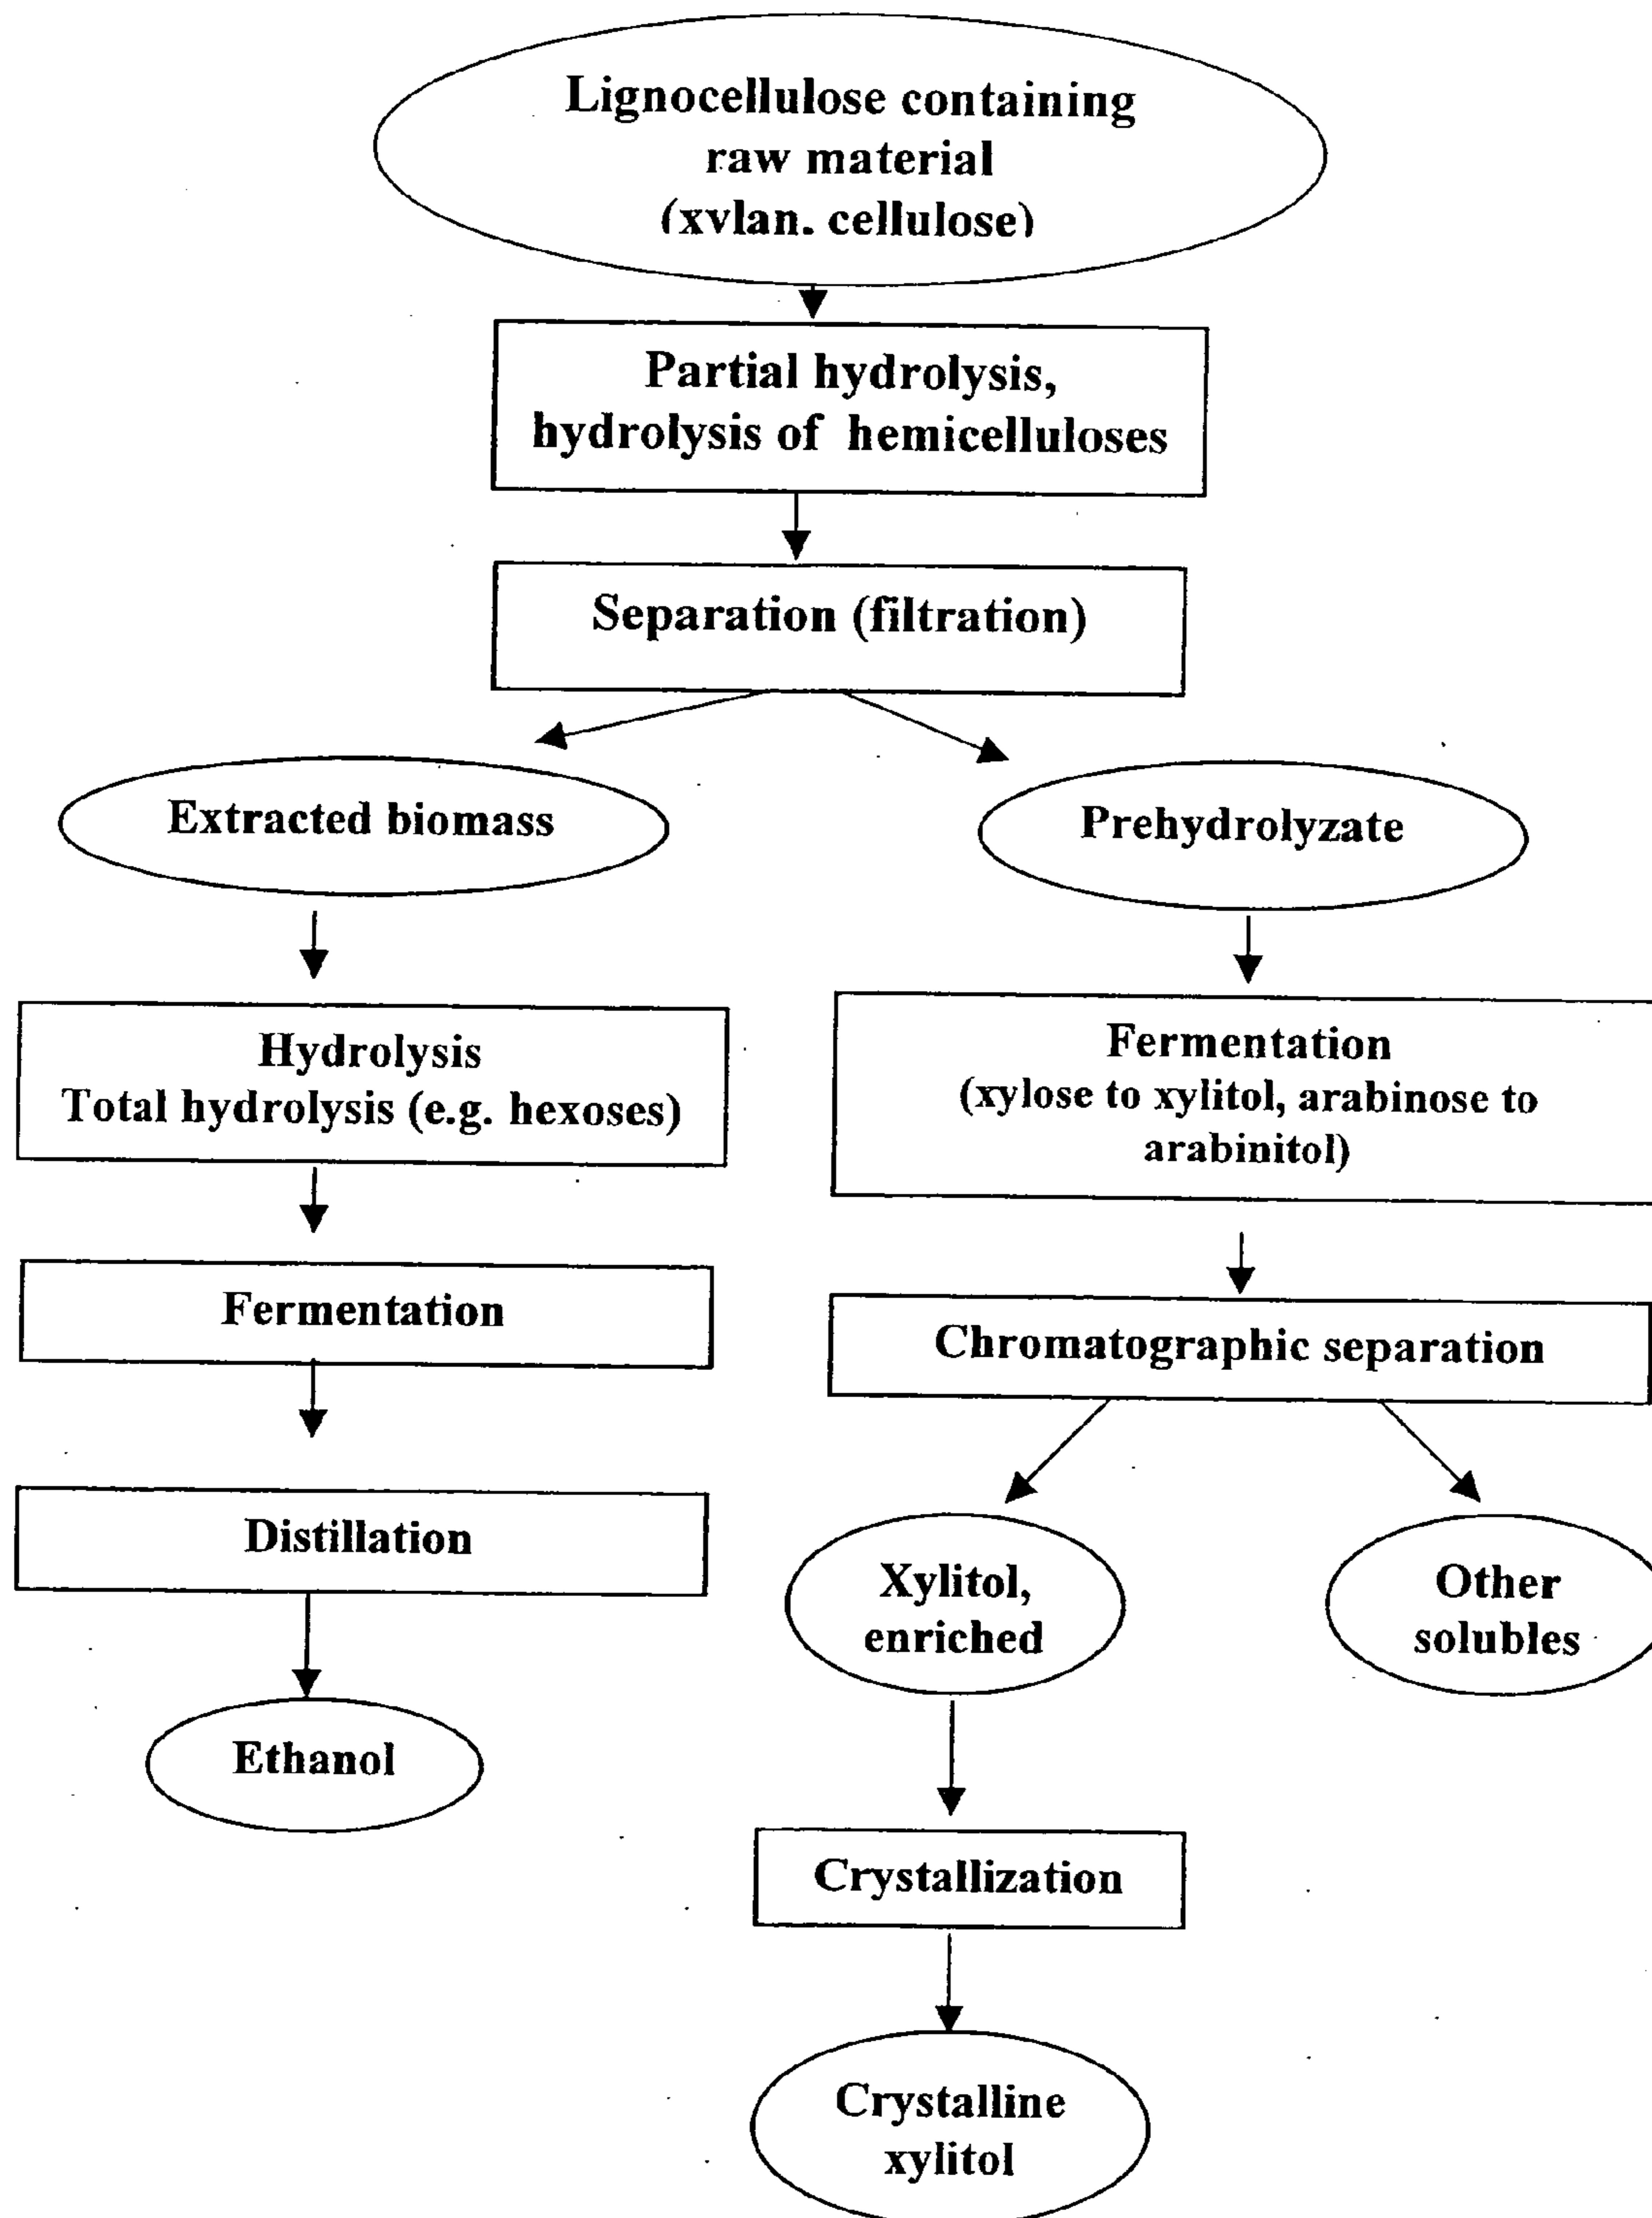 Lignocellulose containing
raw material
(xylan, cellulose)
Partial hydrolysis,
hydrolysis of hemicelluloses
Separation (filtration)
Extracted biomass
Prehydrolyzate
Hydrolysis
Total hydrolysis (e.g. hexoses)
Fermentation
(xylose to xylitol, arabinose to
arabinitol)
Fermentation
Chromatographic separation
Distillation
Xylitol,
enriched
Other
solubles
Ethanol
Crystallization
Crystalline
xylitol